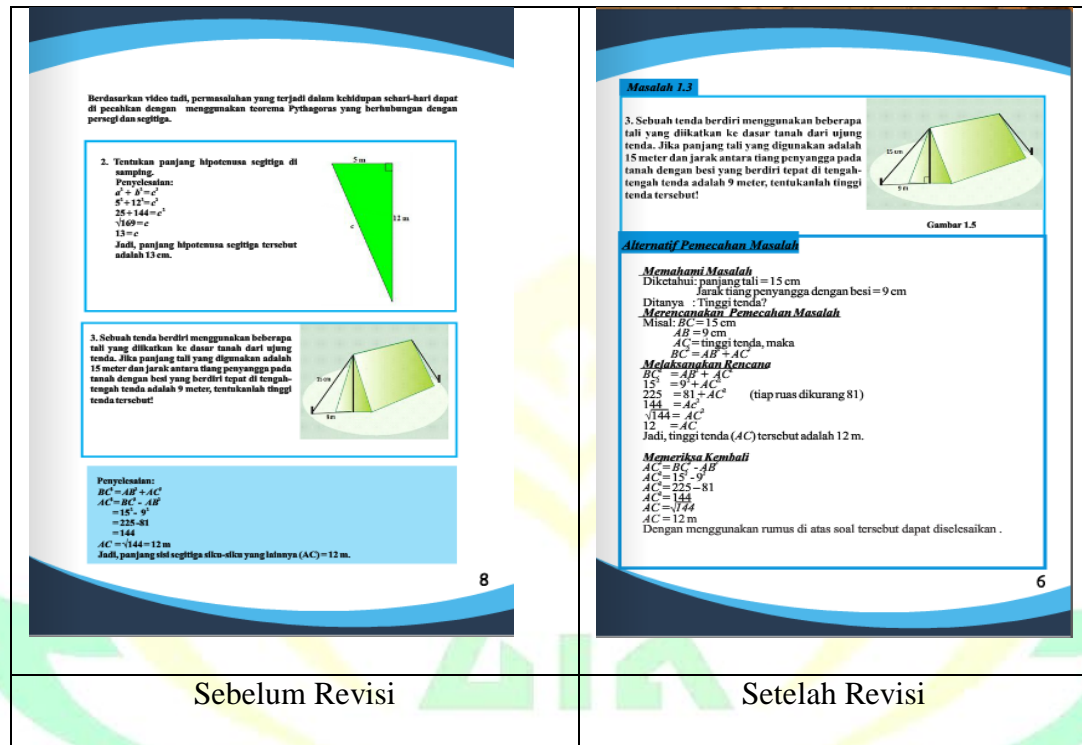 Berdasarkan video tadi, permasalahan yang terjadi dalam kehidupan sehari-hari dapat
di pecahkan dengan menggunakan teorema Pythagoras yang berhubungan dengan
persegi dan segitiga.
2. Tentukan panjang hipotenusa segitiga di
samping.
Penyelesaian:
a² + b² = c²
5² + 12² = c²
25 + 144 = c²
√169 = c
13 = c
Jadi, panjang hipotenusa segitiga tersebut
adalah 13 cm.
5 m
12 m
c
3. Sebuah tenda berdiri menggunakan beberapa
tali yang diikatkan ke dasar tanah dari ujung
tenda. Jika panjang tali yang digunakan adalah
15 meter dan jarak antara tiang penyangga pada
tanah dengan besi yang berdiri tepat di tengah-
tengah tenda adalah 9 meter, tentukanlah tinggi
tenda tersebut!
15 cm
9 m
Penyelesaian:
BC² = AB² + AC²
AC² = BC² - AB²
= 15² - 9²
= 225 -81
= 144
AC = √144 = 12 m
Jadi, panjang sisi segitiga siku-siku yang lainnya (AC) = 12 m.
8
Sebelum Revisi
Masalah 1.3
3. Sebuah tenda berdiri menggunakan beberapa
tali yang diikatkan ke dasar tanah dari ujung
tenda. Jika panjang tali yang digunakan adalah
15 meter dan jarak antara tiang penyangga pada
tanah dengan besi yang berdiri tepat di tengah-
tengah tenda adalah 9 meter, tentukanlah tinggi
tenda tersebut!
15 cm
9 m
Gambar 1.5
Alternatif Pemecahan Masalah
Memahami Masalah
Diketahui: panjang tali = 15 cm
Jarak tiang penyangga dengan besi = 9 cm
Ditanya : Tinggi tenda?
Merencanakan Pemecahan Masalah
Misal: BC = 15 cm
AB = 9 cm
AC = tinggi tenda, maka
BC² = AB² + AC²
Melaksanakan Rencana
BC² = AB² + AC²
15² = 9² + AC²
225 = 81 + AC² (tiap ruas dikurang 81)
144 = Ac²
√144 = AC²
12 = AC
Jadi, tinggi tenda (AC) tersebut adalah 12 m.
Memeriksa Kembali
AC² = BC² - AB²
AC² = 15² - 9²
AC² = 225 – 81
AC² = 144
AC = √144
AC = 12 m
Dengan menggunakan rumus di atas soal tersebut dapat diselesaikan .
6
Setelah Revisi